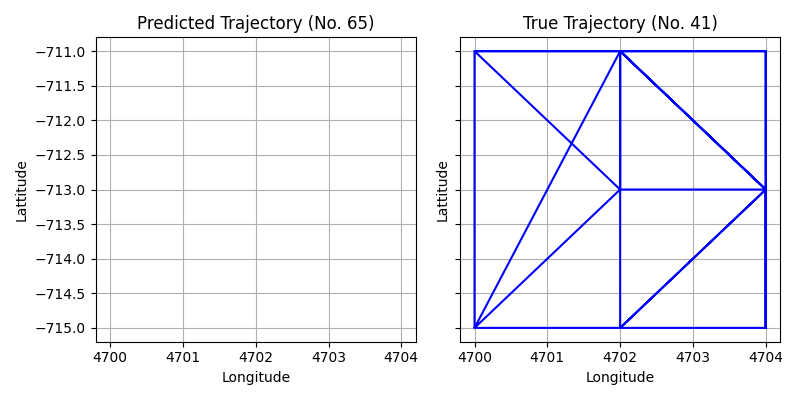 Predicted Trajectory (No. 65)
True Trajectory (No. 41)
−711.0
−711.5
−712.0
−712.5
−713.0
−713.5
−714.0
−714.5
−715.0
Lattitude
Lattitude
4700 4701 4702 4703 4704
4700 4701 4702 4703 4704
Longitude
Longitude